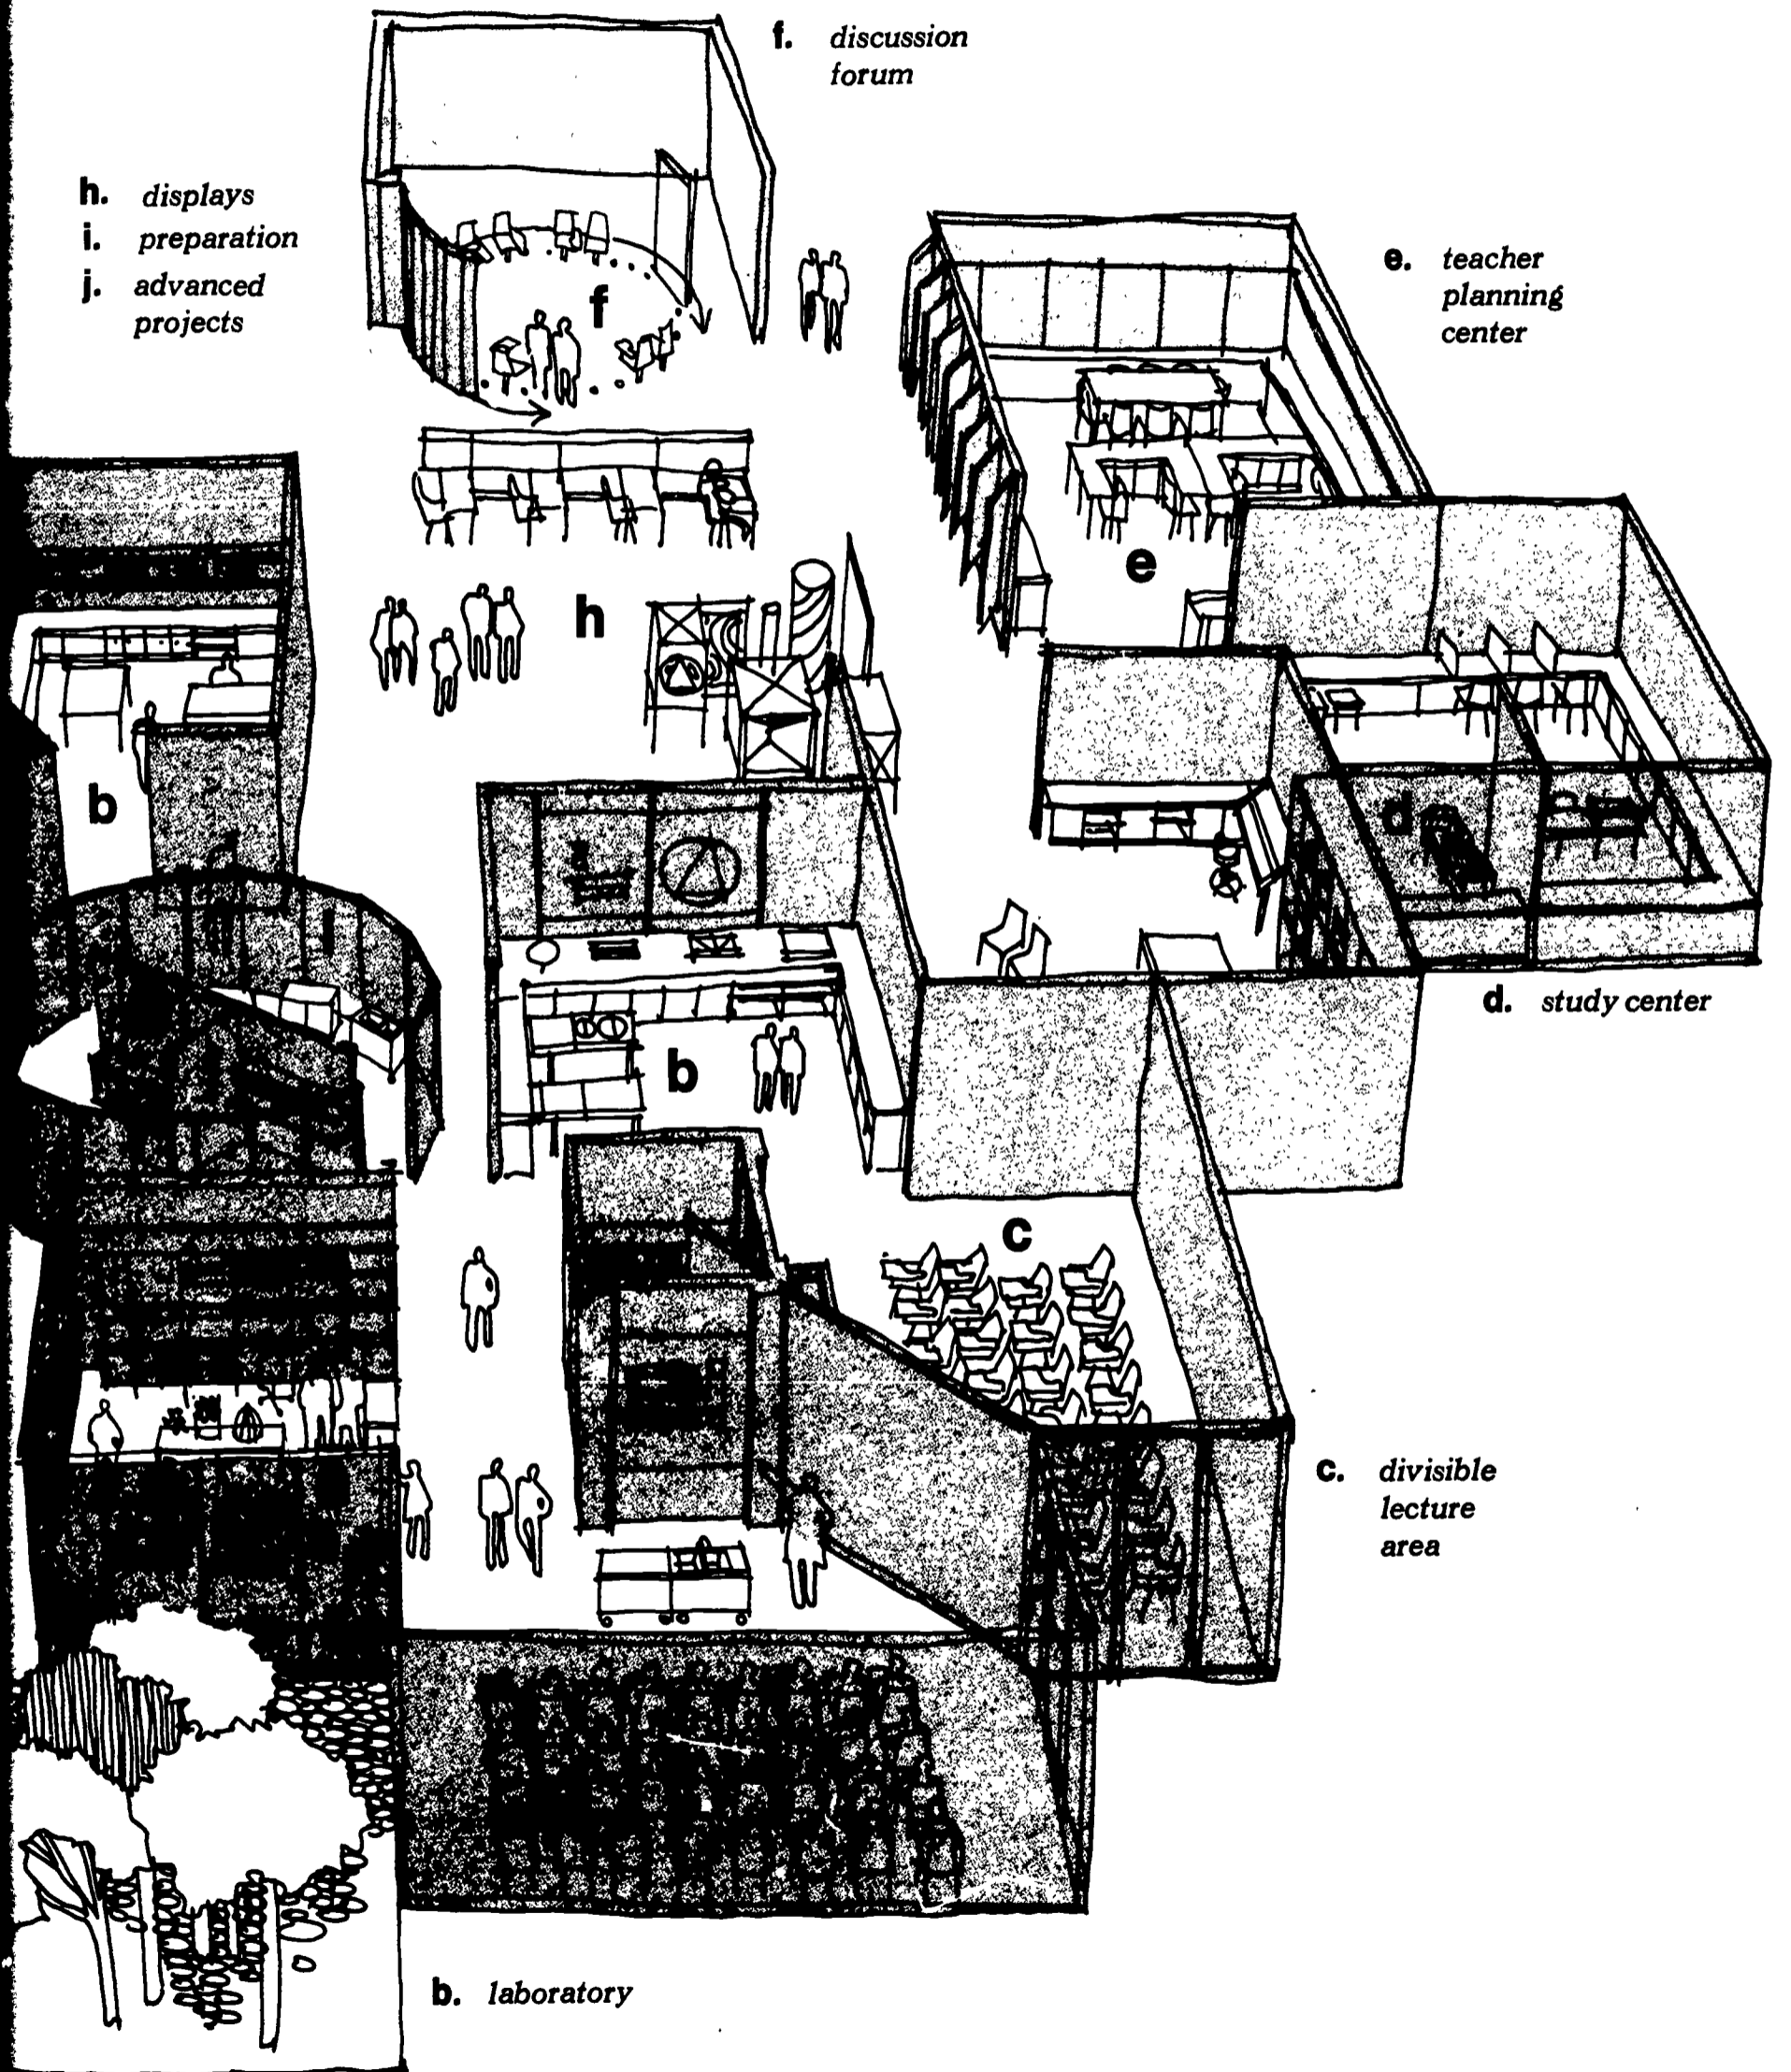 f. discussion
forum
h. displays
i. preparation
j. advanced
projects
e. teacher
planning
center
f
h
e
b
d
b
d. study center
c
c. divisible
lecture
area
b. laboratory